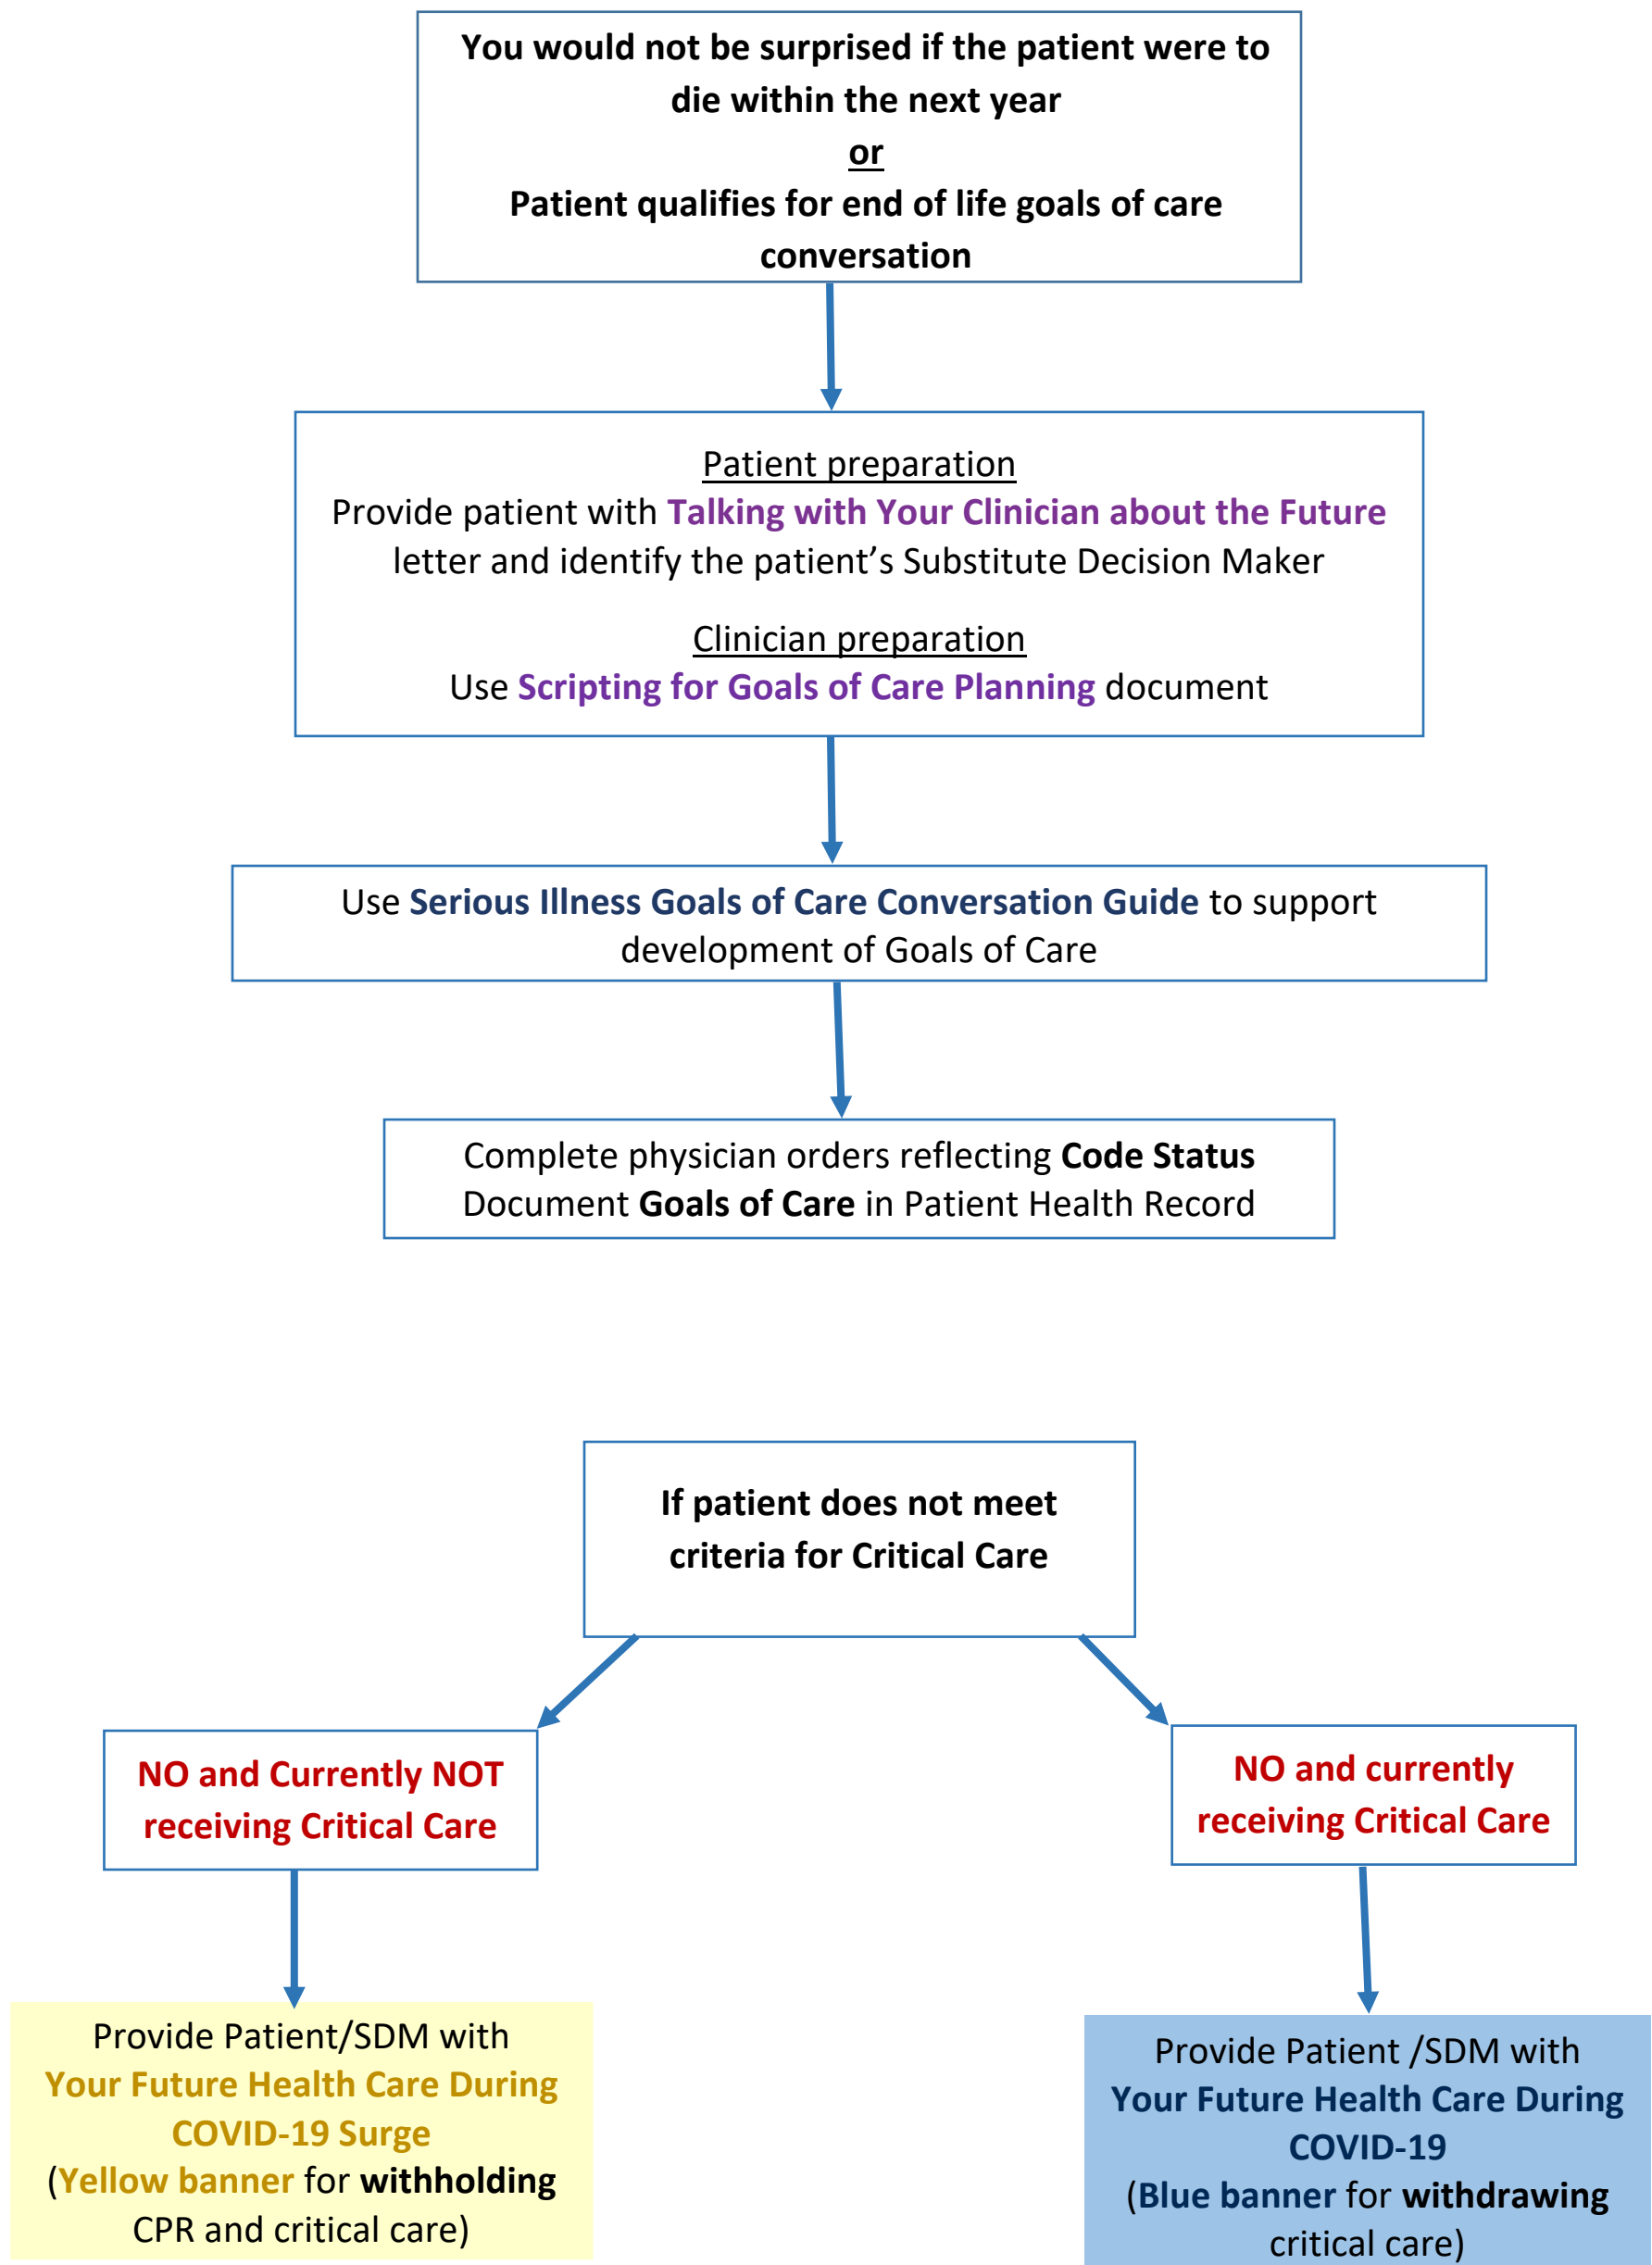 You would not be surprised if the patient were to
die within the next year
or
Patient qualifies for end of life goals of care
conversation
Patient preparation
Provide patient with Talking with Your Clinician about the Future
letter and identify the patient’s Substitute Decision Maker
Clinician preparation
Use Scripting for Goals of Care Planning document
Use Serious Illness Goals of Care Conversation Guide to support
development of Goals of Care
Complete physician orders reflecting Code Status
Document Goals of Care in Patient Health Record
If patient does not meet
criteria for Critical Care
NO and Currently NOT
receiving Critical Care
NO and currently
receiving Critical Care
Provide Patient/SDM with
Your Future Health Care During
COVID-19 Surge
(Yellow banner for withholding
CPR and critical care)
Provide Patient /SDM with
Your Future Health Care During
COVID-19
(Blue banner for withdrawing
critical care)